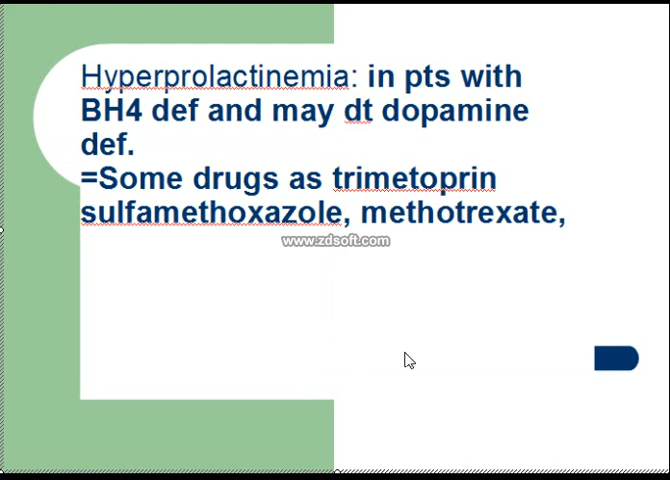 Hyperprolactinemia: in pts with
BH4 def and may dt dopamine
def.
=Some drugs as trimetoprin
sulfamethoxazole, methotrexate,
www.zdsoft.com